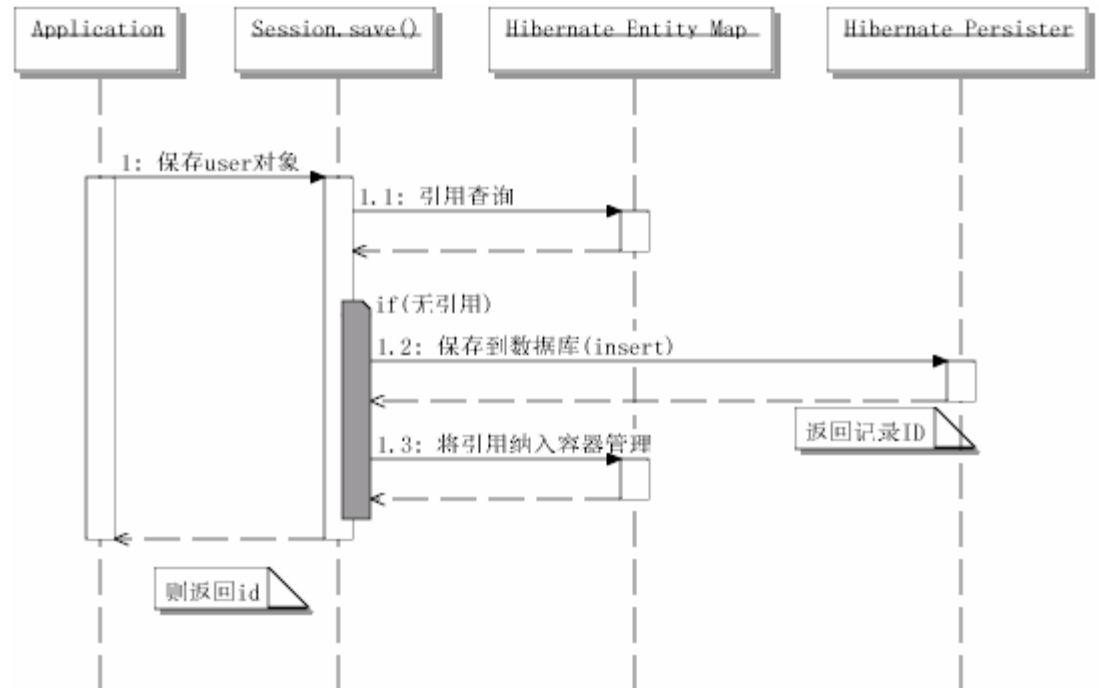 Application
Session.save()
Hibernate Entity Map
Hibernate Persister
1: 保存user对象
1.1: 引用查询
if(无引用)
1.2: 保存到数据库(insert)
返回记录ID
1.3: 将引用纳入容器管理
则返回id